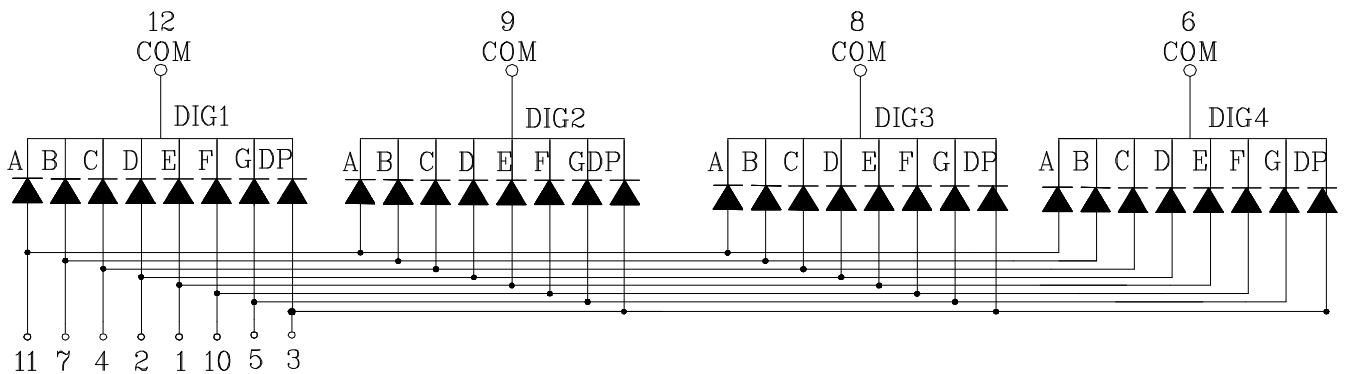 12 9 8 6
COM COM COM COM
DIG1 DIG2 DIG3 DIG4
A B C D E F G DP A B C D E F G DP A B C D E F G DP A B C D E F G DP
11 7 4 2 1 10 5 3